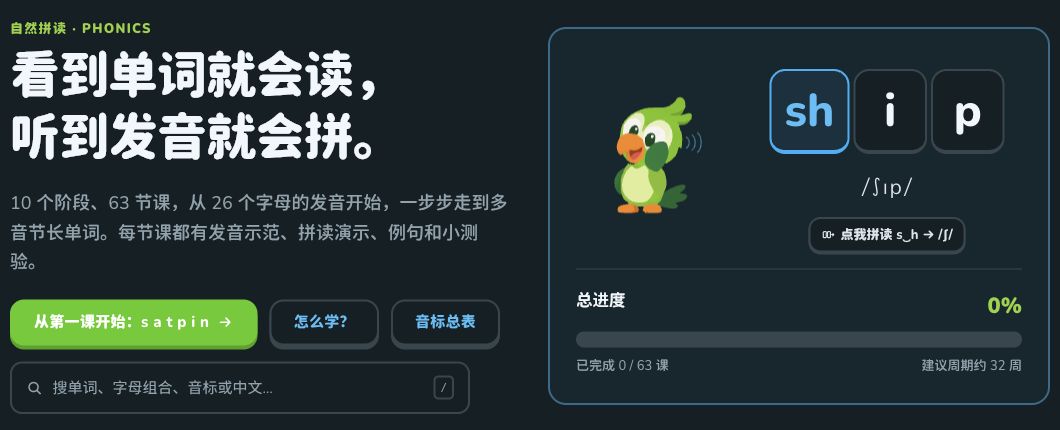 自然拼读 · PHONICS
看到单词就会读，
听到发音就会拼。
10 个阶段、63 节课，从 26 个字母的发音开始，一步步走到多
音节长单词。每节课都有发音示范、拼读演示、例句和小测
验。
从第一课开始：s a t p i n →
怎么学？
音标总表
搜单词、字母组合、音标或中文...
/
sh i p
/ʃɪp/
点我拼读 s‿h → /ʃ/
总进度
0%
已完成 0 / 63 课
建议周期约 32 周